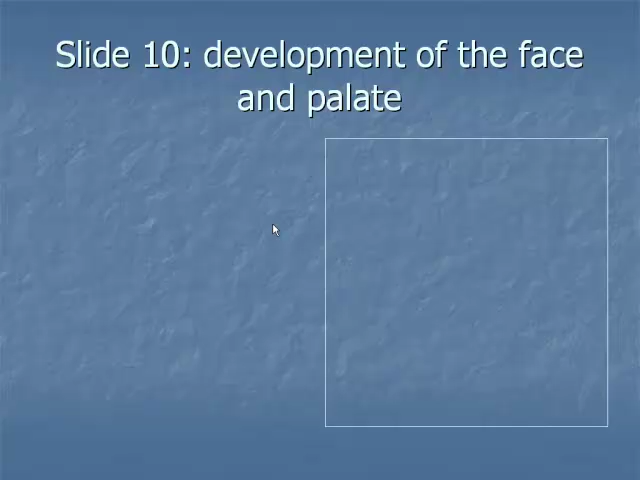 Slide 10: development of the face
and palate